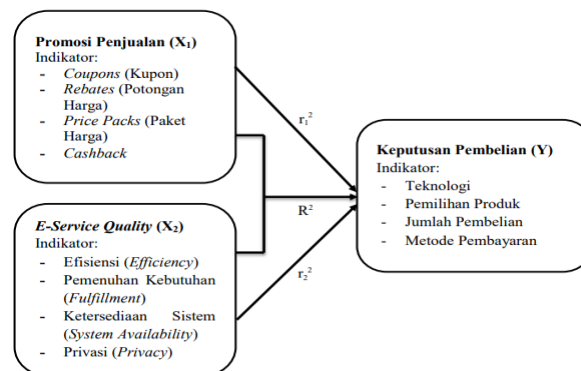 Promosi Penjualan (X₁)
Indikator:
- Coupons (Kupon)
- Rebates (Potongan
Harga)
- Price Packs (Paket
Harga)
- Cashback
r₁²
Keputusan Pembelian (Y)
Indikator:
- Teknologi
- Pemilihan Produk
- Jumlah Pembelian
- Metode Pembayaran
R²
E-Service Quality (X₂)
Indikator:
- Efisiensi (Efficiency)
- Pemenuhan Kebutuhan
(Fulfillment)
- Ketersediaan Sistem
(System Availability)
- Privasi (Privacy)
r₂²